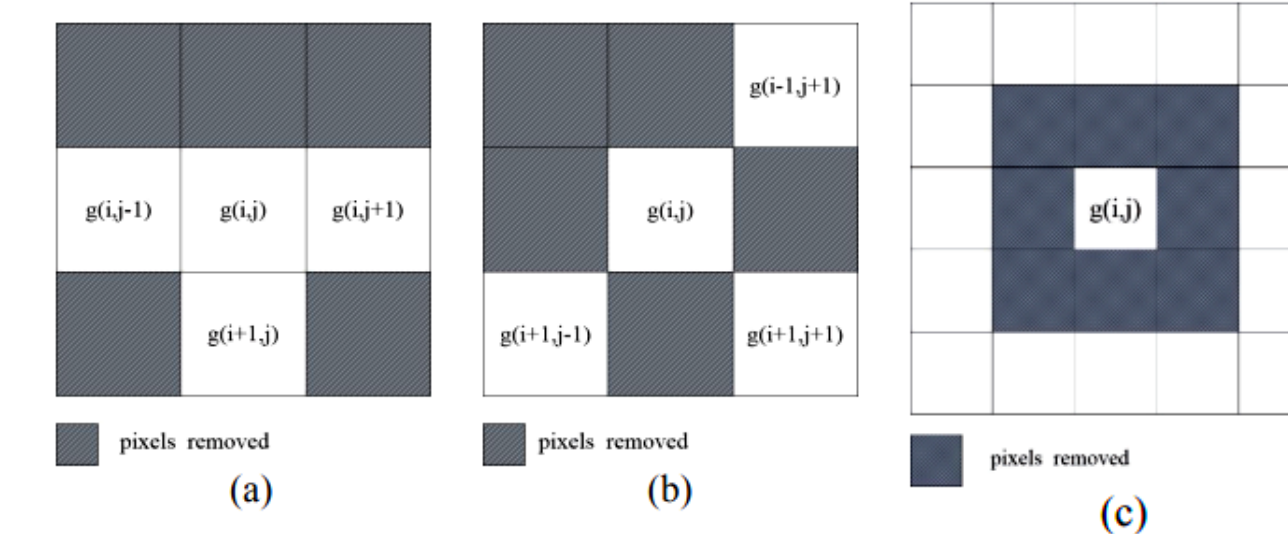 g(i,j-1) g(i,j) g(i,j+1)
g(i+1,j)
pixels removed
(a)
g(i-1,j+1)
g(i,j)
g(i+1,j-1) g(i+1,j+1)
pixels removed
(b)
g(i,j)
pixels removed
(c)